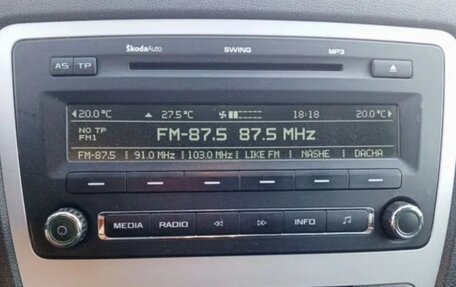 ŠkodaAuto SWING MP3
AS TP
20.0°C 27.5°C 18:18 20.0°C
NO TP
FM1
FM-87.5 87.5 MHz
FM-87.5 91.0 MHz 103.0 MHz LIKE FM NASHE DACHA
MEDIA RADIO INFO